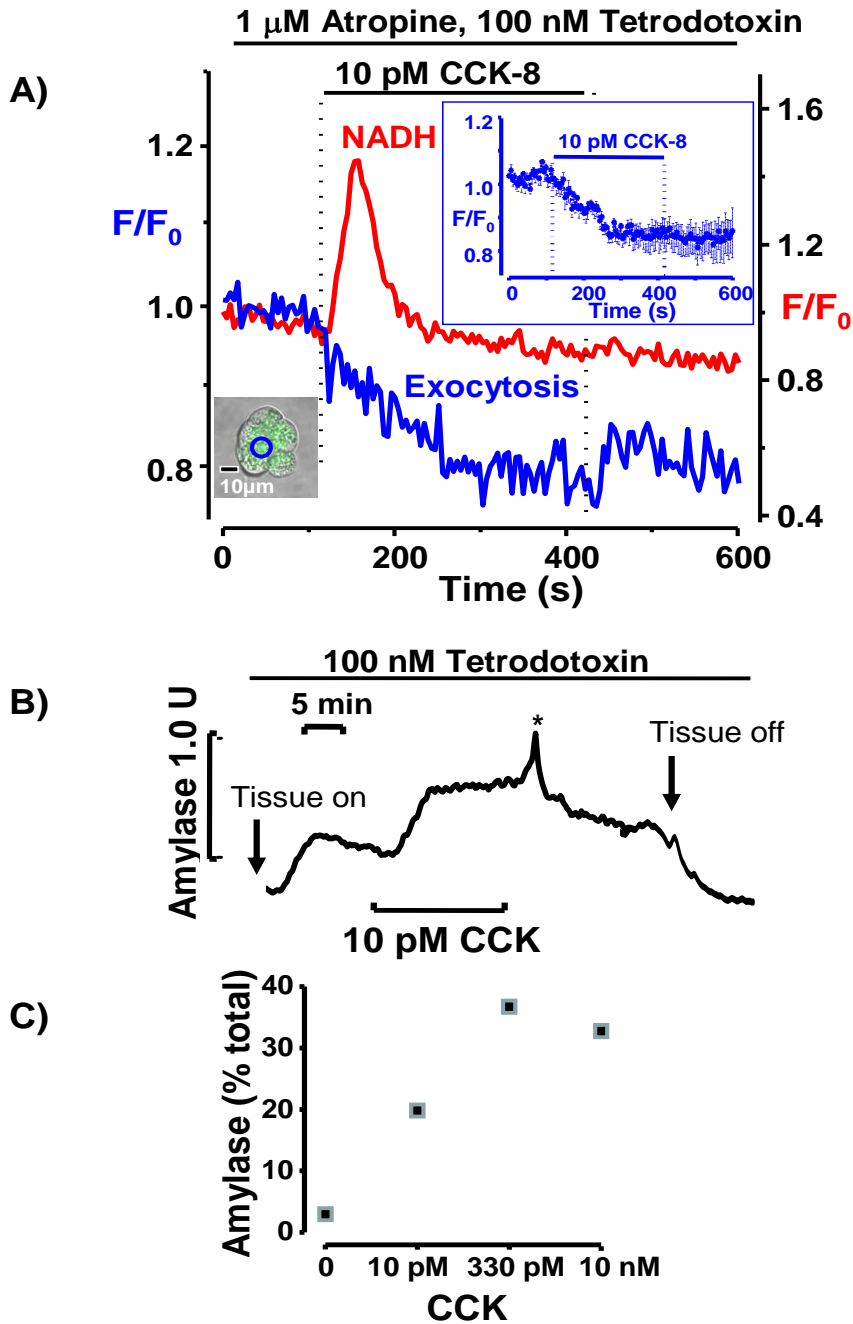 1 μM Atropine, 100 nM Tetrodotoxin
A)
10 pM CCK-8
NADH
F/F0
1.2
1.0
0.8
1.6
1.2
0.8
0.4
F/F0
1.2
1.0
0.8
F/F0
10 pM CCK-8
0 200 400 600
Time (s)
Exocytosis
10μm
0 200 400 600
Time (s)
B)
100 nM Tetrodotoxin
5 min
Amylase 1.0 U
Tissue on
*
Tissue off
10 pM CCK
C)
Amylase (% total)
40
30
20
10
0
0 10 pM 330 pM 10 nM
CCK